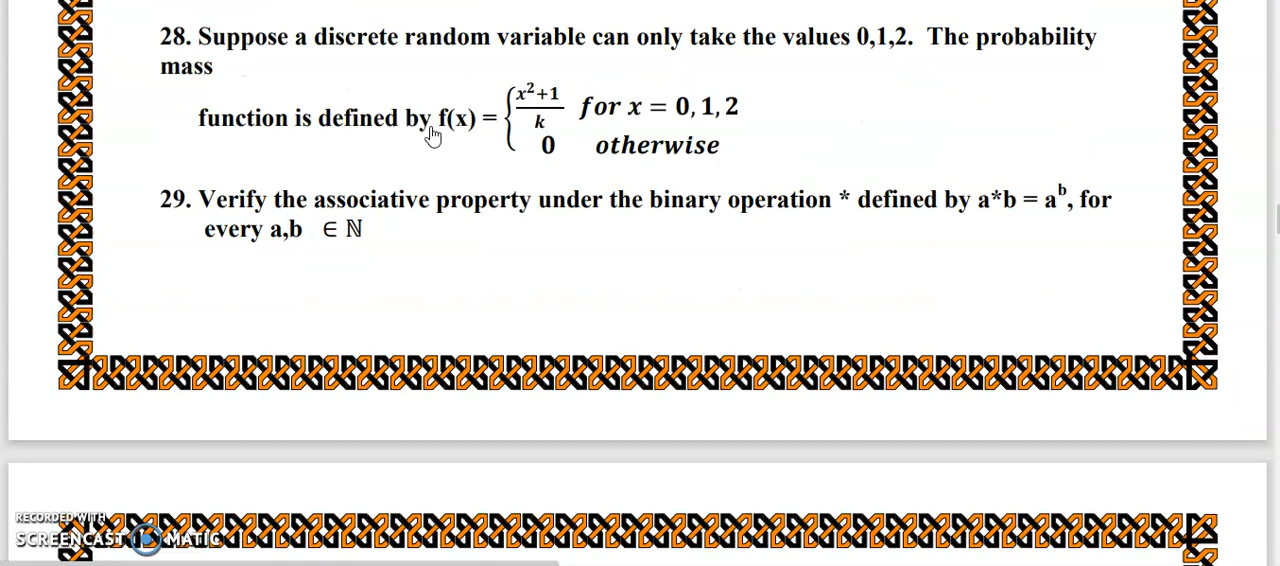 28. Suppose a discrete random variable can only take the values 0,1,2. The probability
mass
function is defined by f(x) = { (x²+1)/k for x = 0, 1, 2
0 otherwise
29. Verify the associative property under the binary operation * defined by a*b = aᵇ, for
every a,b ∈ ℕ
RECORDED WITH
SCREENCAST MATIC